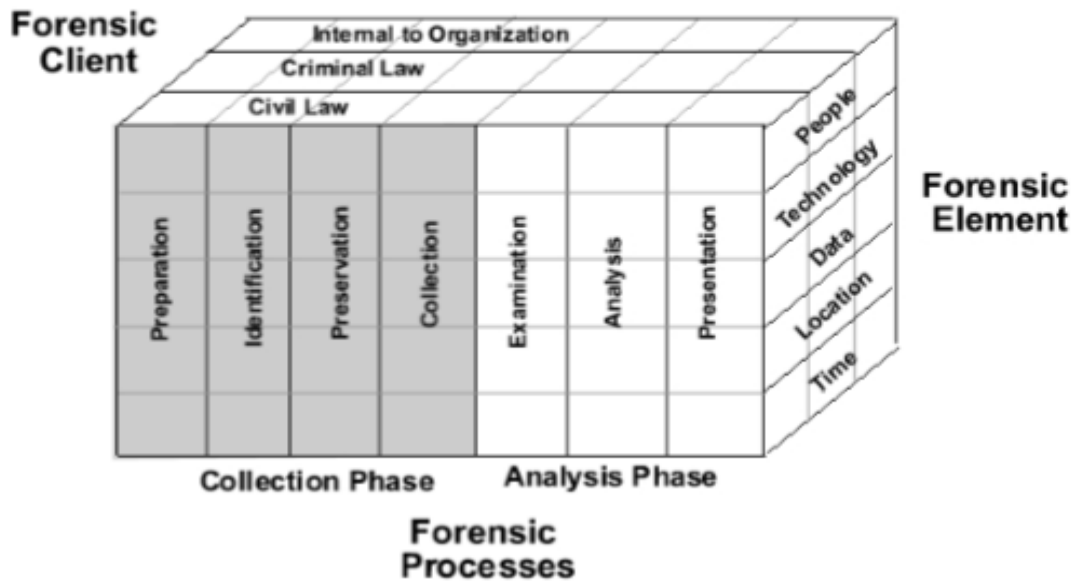 Forensic
Client
Internal to Organization
Criminal Law
Civil Law
People
Technology
Data
Location
Time
Forensic
Element
Preparation
Identification
Preservation
Collection
Examination
Analysis
Presentation
Collection Phase
Analysis Phase
Forensic
Processes